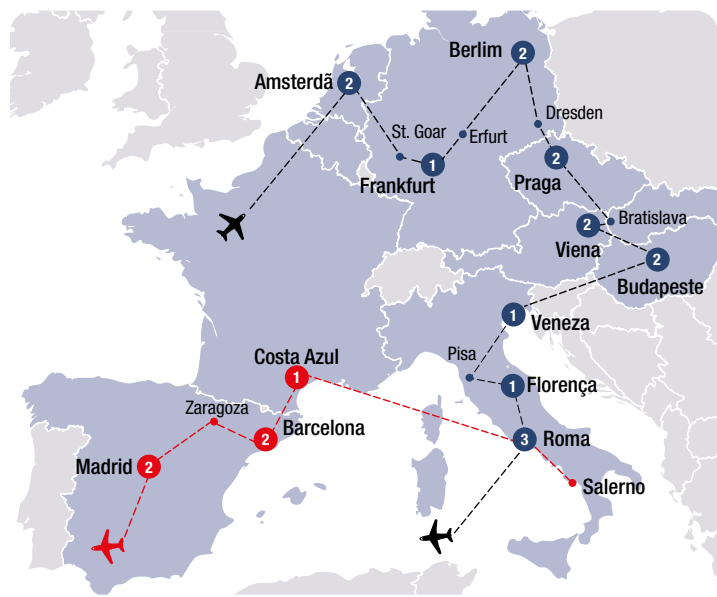 Berlim
2
Amsterdã
2
Dresden
St. Goar
Erfurt
1
Frankfurt
2
Praga
Bratislava
2
Viena
2
Budapeste
1
Veneza
Costa Azul
1
Pisa
1
Florença
Zaragoza
Barcelona
2
3
Roma
Madrid
2
Salerno